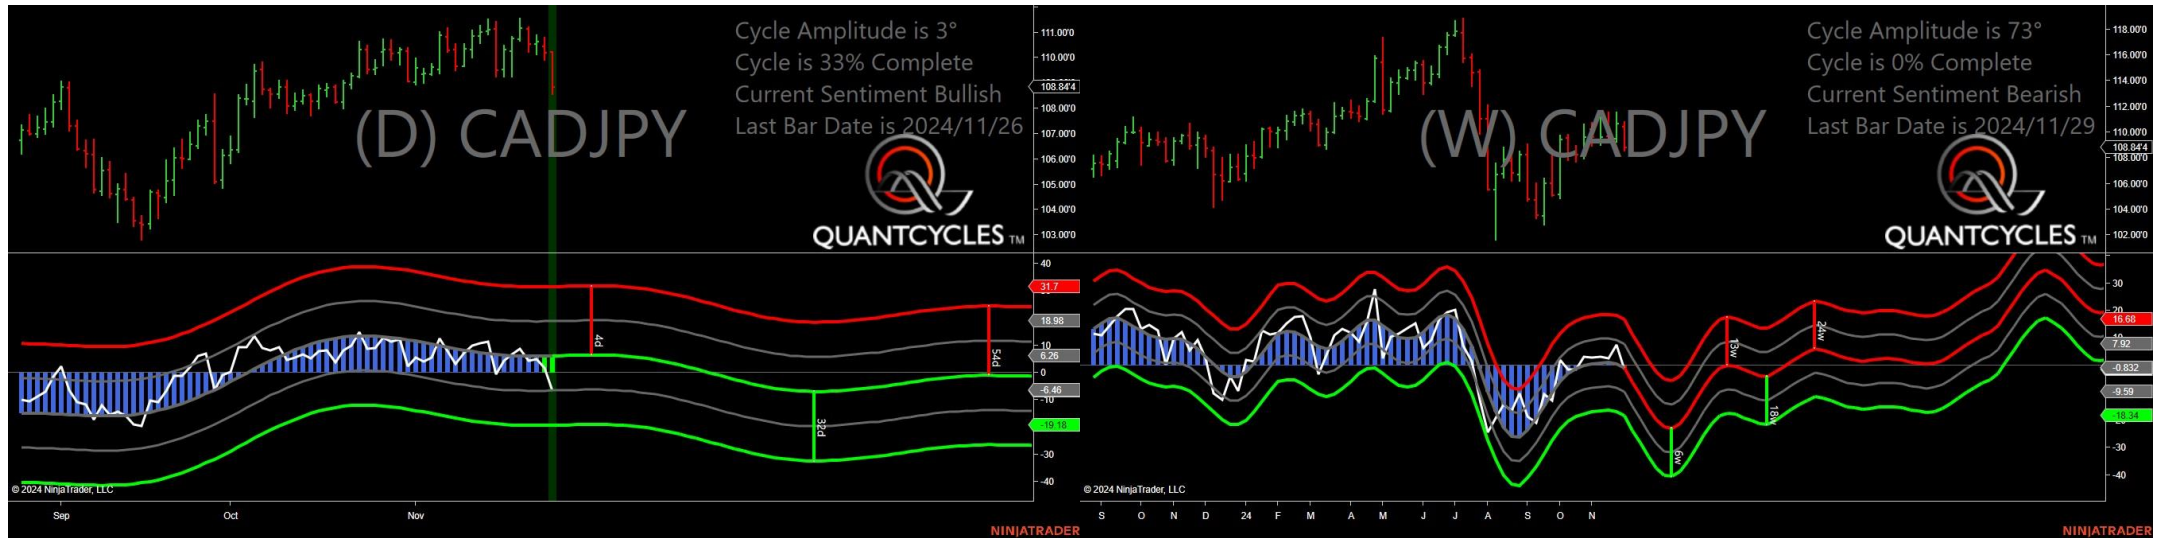 Cycle Amplitude is 3°
Cycle is 33% Complete
Current Sentiment Bullish
Last Bar Date is 2024/11/26
(D) CADJPY
QUANTCYCLES TM
111.00'0
110.00'0
108.84'4
108.00'0
107.00'0
106.00'0
105.00'0
104.00'0
103.00'0
40
31.7
18.98
10
6.26
0
-6.46
-10
-19.18
-30
-40
4d
32d
54d
© 2024 NinjaTrader, LLC
Sep Oct Nov
NINJATRADER
Cycle Amplitude is 73°
Cycle is 0% Complete
Current Sentiment Bearish
Last Bar Date is 2024/11/29
(W) CADJPY
QUANTCYCLES TM
118.00'0
116.00'0
114.00'0
112.00'0
110.00'0
108.84'4
108.00'0
106.00'0
104.00'0
102.00'0
30
20
16.68
10
7.92
-0.832
-9.59
-18.34
-30
-40
6w
13w
18w
24w
© 2024 NinjaTrader, LLC
S O N D 24 F M A M J J A S O N
NINJATRADER